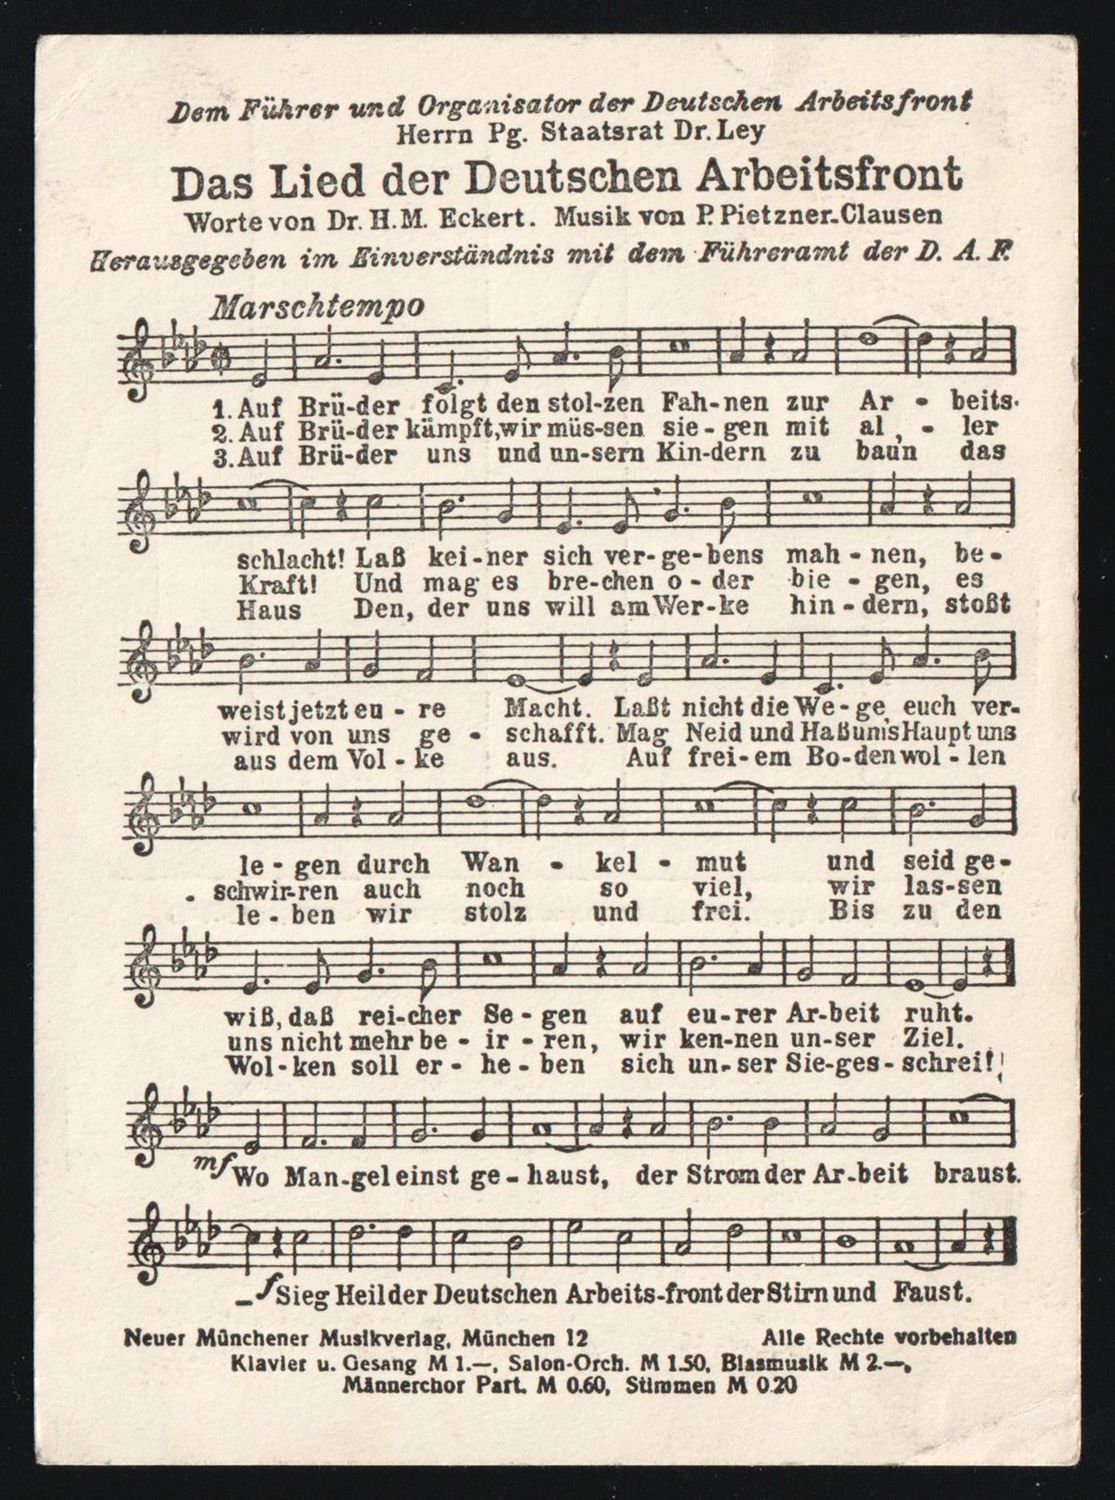 Dem Führer und Organisator der Deutschen Arbeitsfront
Herrn Pg. Staatsrat Dr. Ley
Das Lied der Deutschen Arbeitsfront
Worte von Dr. H. M. Eckert. Musik von P. Pietzner-Clausen
Herausgegeben im Einverständnis mit dem Führeramt der D. A. F.
Marschtempo
1. Auf Brü-der folgt den stol-zen Fah-nen zur Ar - beits-
2. Auf Brü-der kämpft, wir müs-sen sie - gen mit al - ler
3. Auf Brü-der uns und un-sern Kin-dern zu baun das
schlacht! Laß kei-ner sich ver-ge-bens mah - nen, be-
Kraft! Und mag es bre-chen o - der bie - gen, es
Haus Den, der uns will am Wer-ke hin - dern, stoßt
weist jetzt eu - re Macht. Laßt nicht die We-ge euch ver-
wird von uns ge - schafft. Mag Neid und Haß ums Haupt uns
aus dem Vol - ke aus. Auf frei-em Bo-den wol - len
le - gen durch Wan - kel - mut und seid ge-
schwir-ren auch noch so viel, wir las-sen
le - ben wir stolz und frei. Bis zu den
wiß, daß rei-cher Se - gen auf eu-rer Ar-beit ruht.
uns nicht mehr be - ir - ren, wir ken-nen un-ser Ziel.
Wol-ken soll er - he - ben sich un-ser Sie-ges-schrei!
mf Wo Man-gel einst ge - haust, der Strom der Ar-beit braust.
f Sieg Heil der Deutschen Arbeits-front der Stirn und Faust.
Neuer Münchener Musikverlag, München 12 Alle Rechte vorbehalten
Klavier u. Gesang M 1.—, Salon-Orch. M 1.50, Blasmusik M 2.—,
Männerchor Part. M 0.60, Stimmen M 0.20